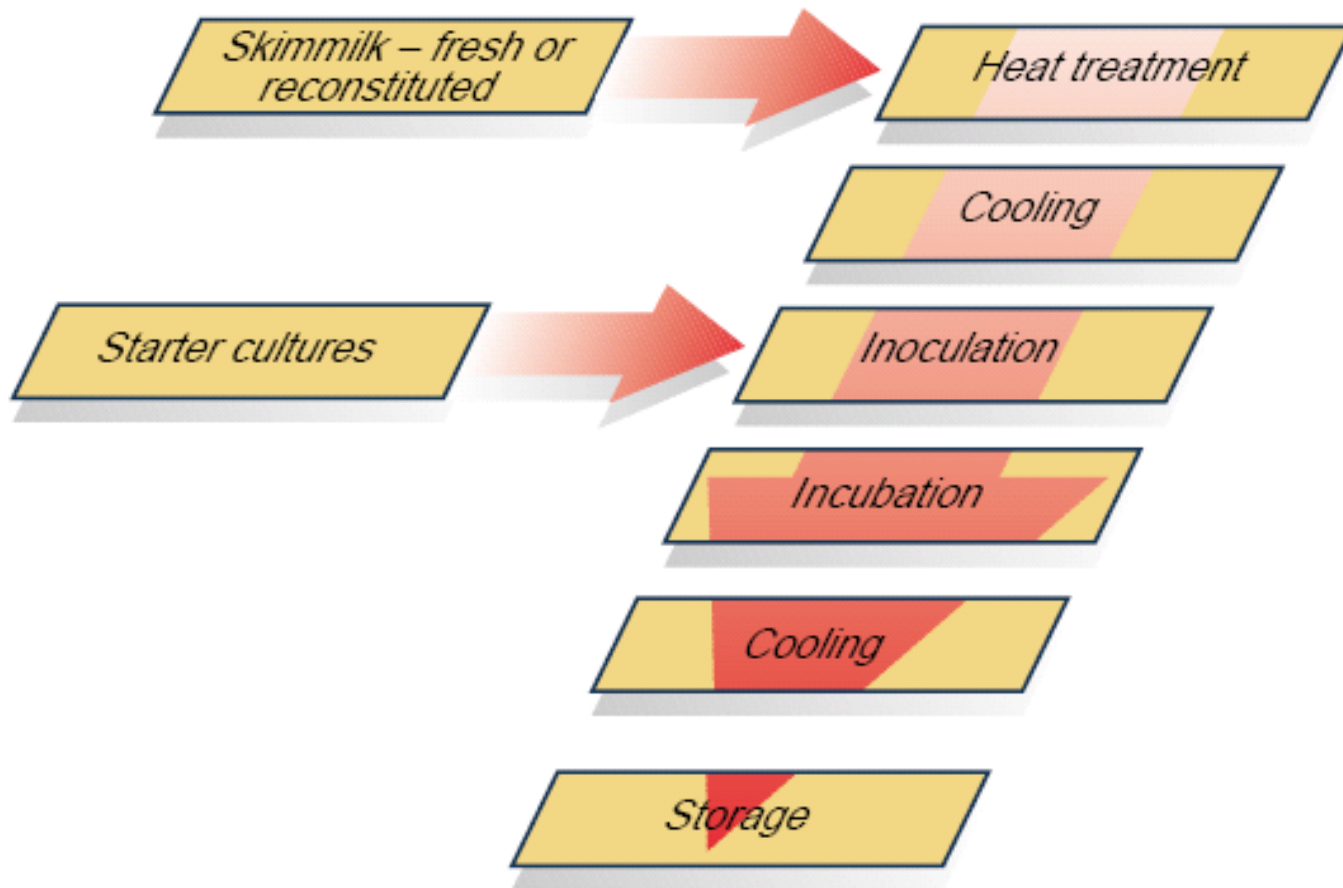 Skimmilk – fresh or
reconstituted
Heat treatment
Cooling
Starter cultures
Inoculation
Incubation
Cooling
Storage